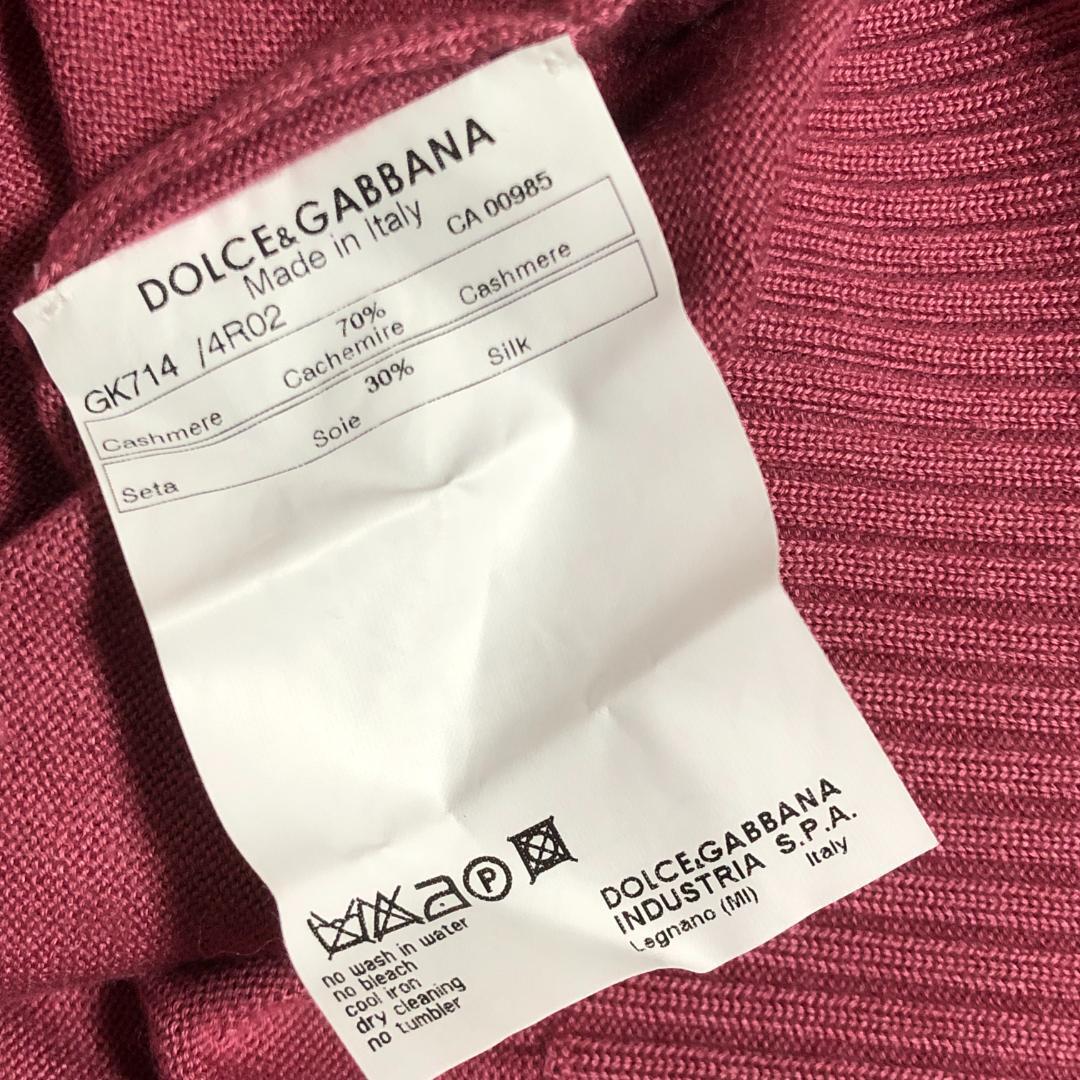 DOLCE&GABBANA
Made in Italy
CA 00985
GK714 /4R02
70%
Cashmere Cachemire Cashmere
30%
Seta Soie Silk
P
no wash in water
no bleach
cool iron
dry cleaning
no tumbler
DOLCE&GABBANA
INDUSTRIA S.P.A.
Legnano (MI) Italy